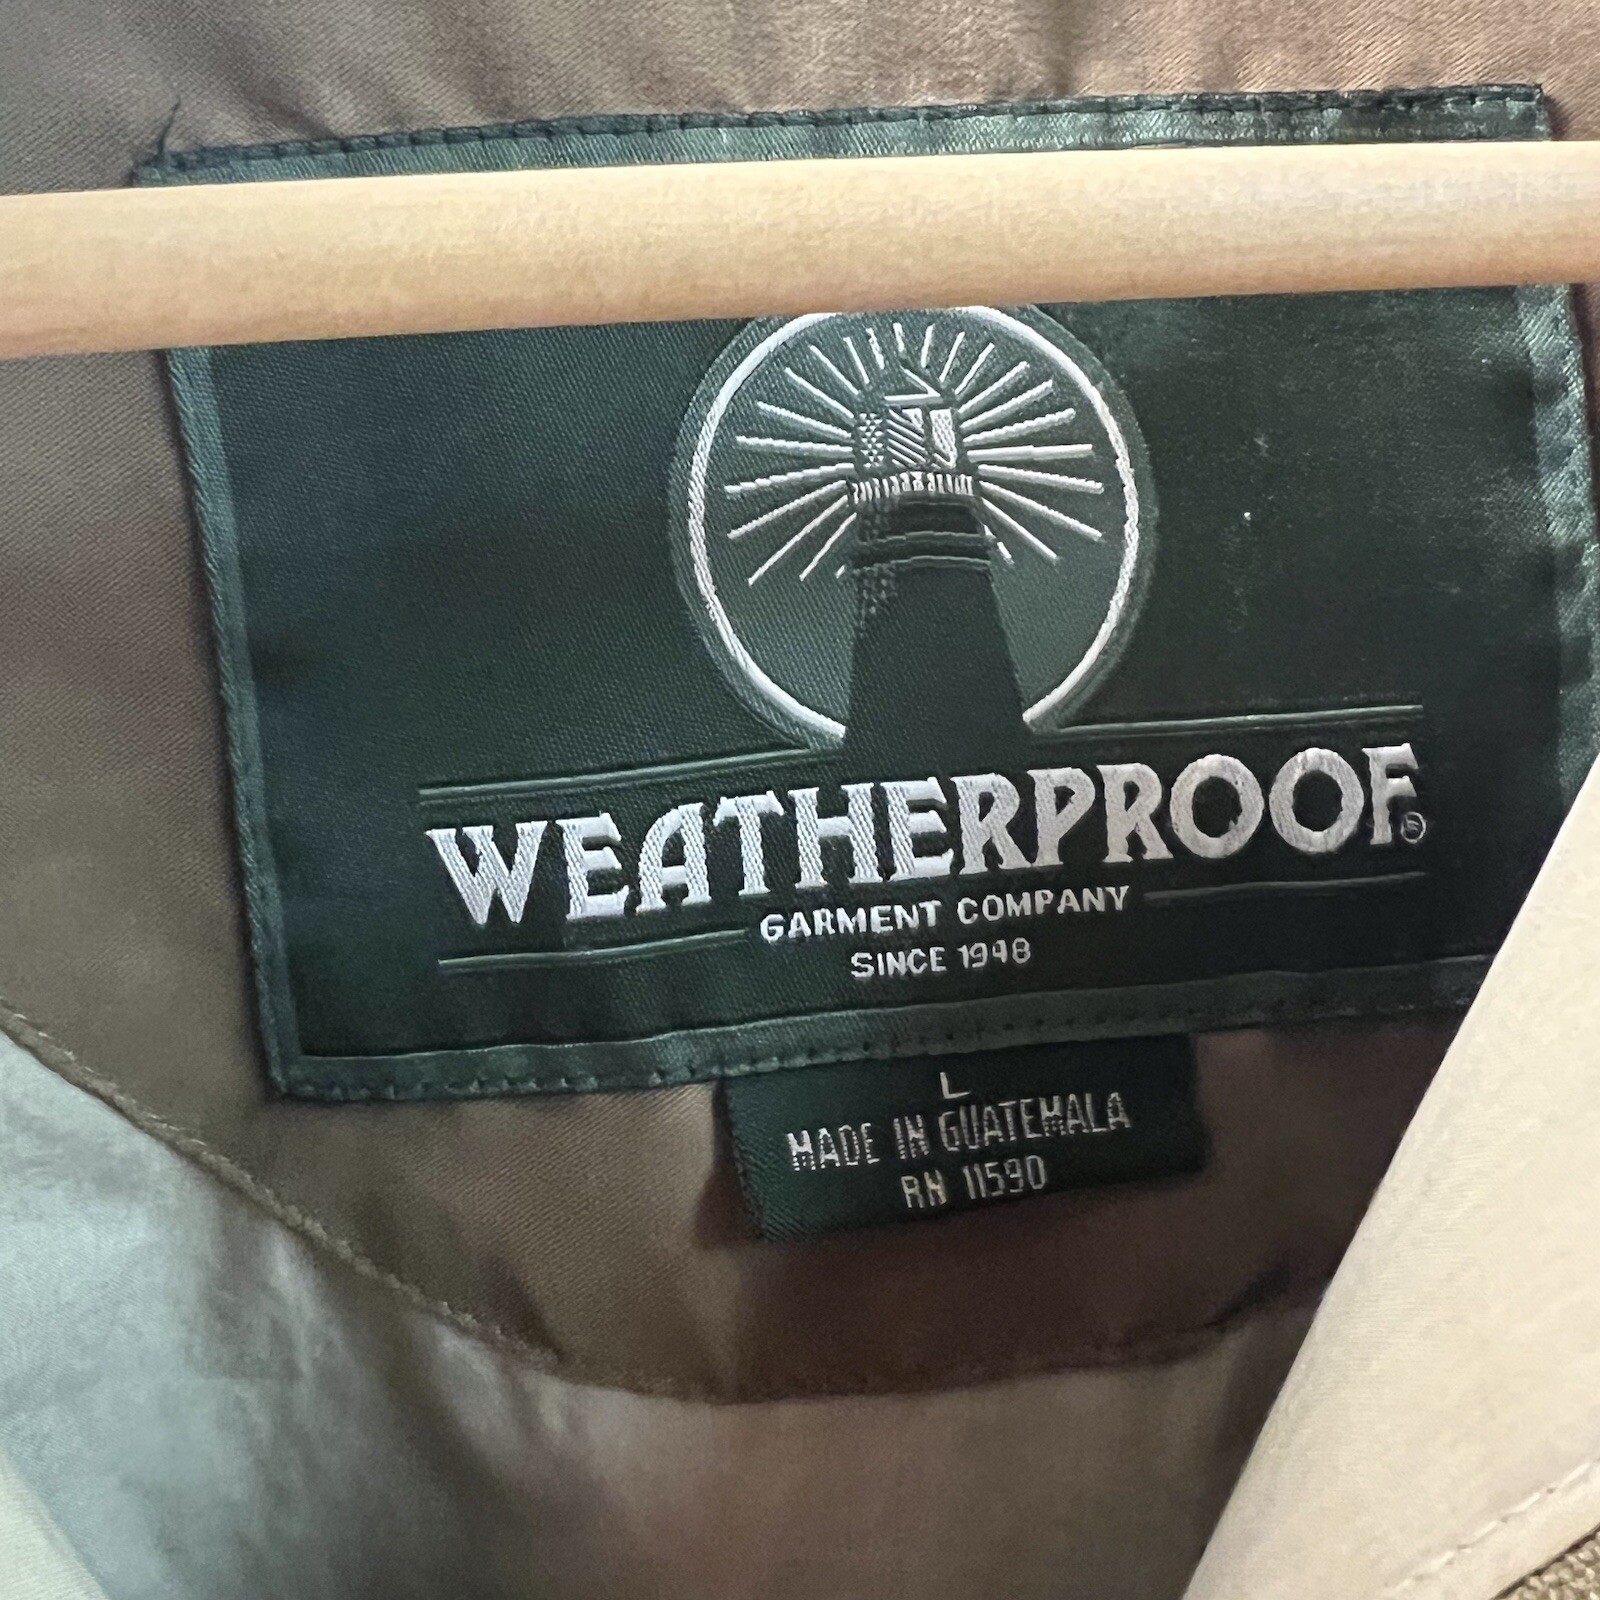 WEATHERPROOF®
GARMENT COMPANY
SINCE 1948
L
MADE IN GUATEMALA
RN 11590